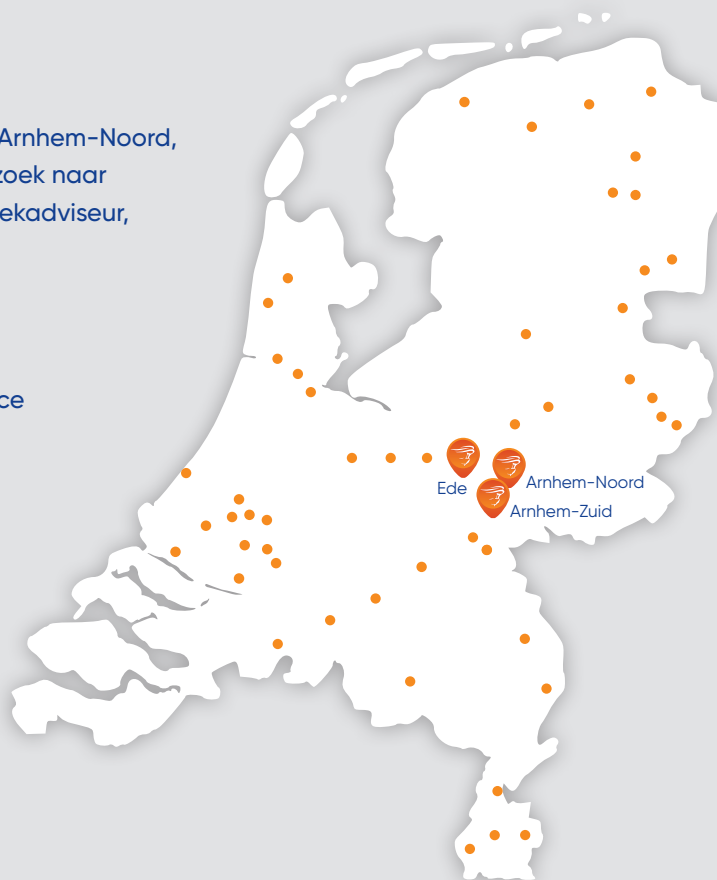 Arnhem-Noord,
zoek naar
ekadviseur,
ce
Ede
Arnhem-Noord
Arnhem-Zuid